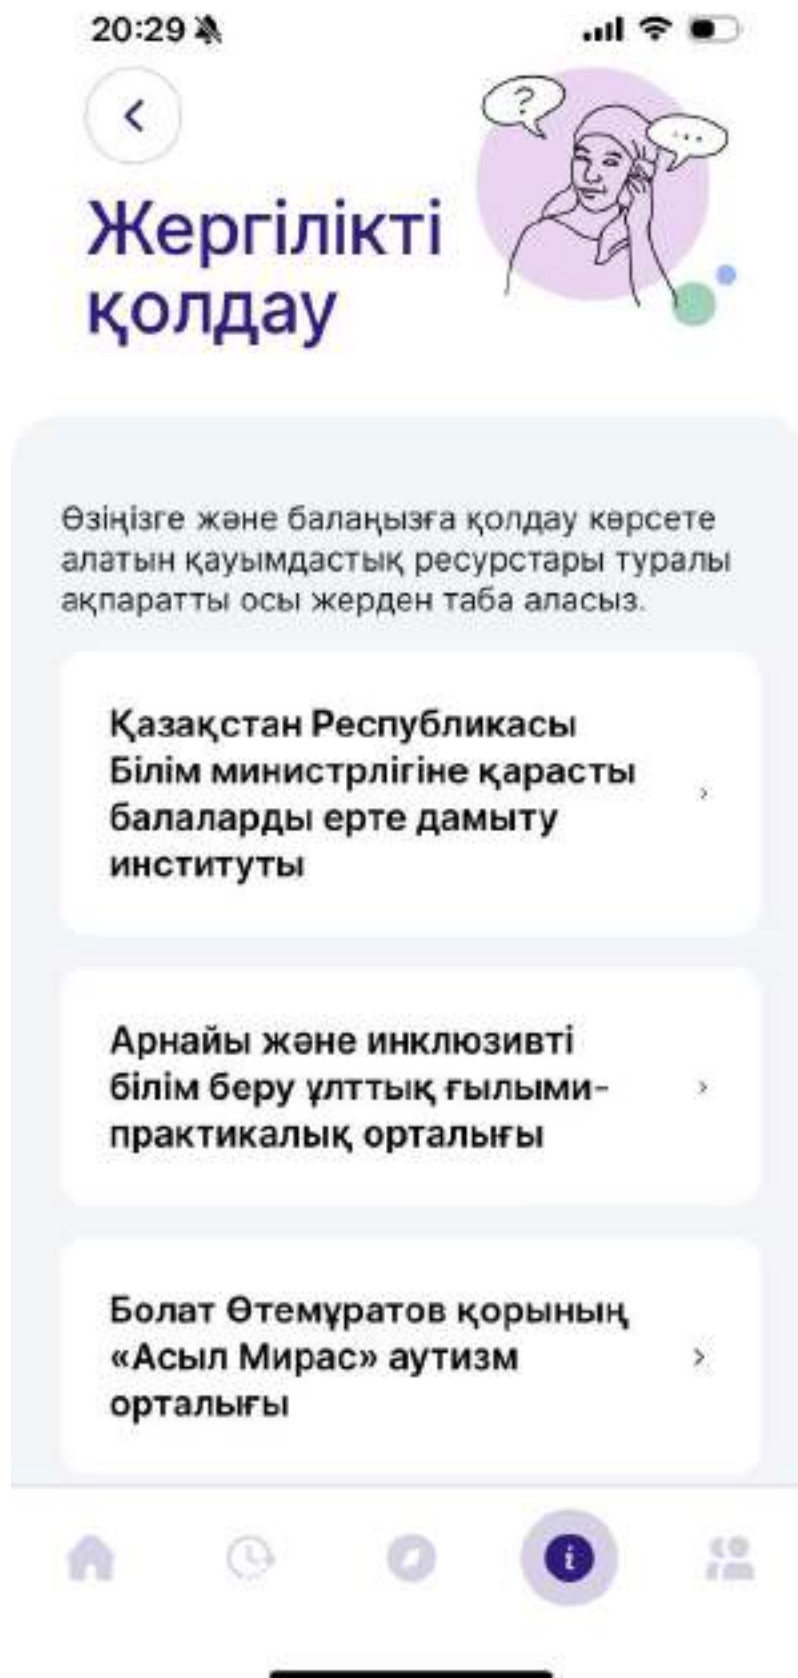 20:29
?
...
Жергілікті
қолдау
Өзіңізге және балаңызға қолдау көрсете
алатын қауымдастық ресурстары туралы
ақпаратты осы жерден таба аласыз.
Қазақстан Республикасы
Білім министрлігіне қарасты
балаларды ерте дамыту
институты
Арнайы және инклюзивті
білім беру ұлттық ғылыми-
практикалық орталығы
Болат Өтемұратов қорының
«Асыл Мирас» аутизм
орталығы
i